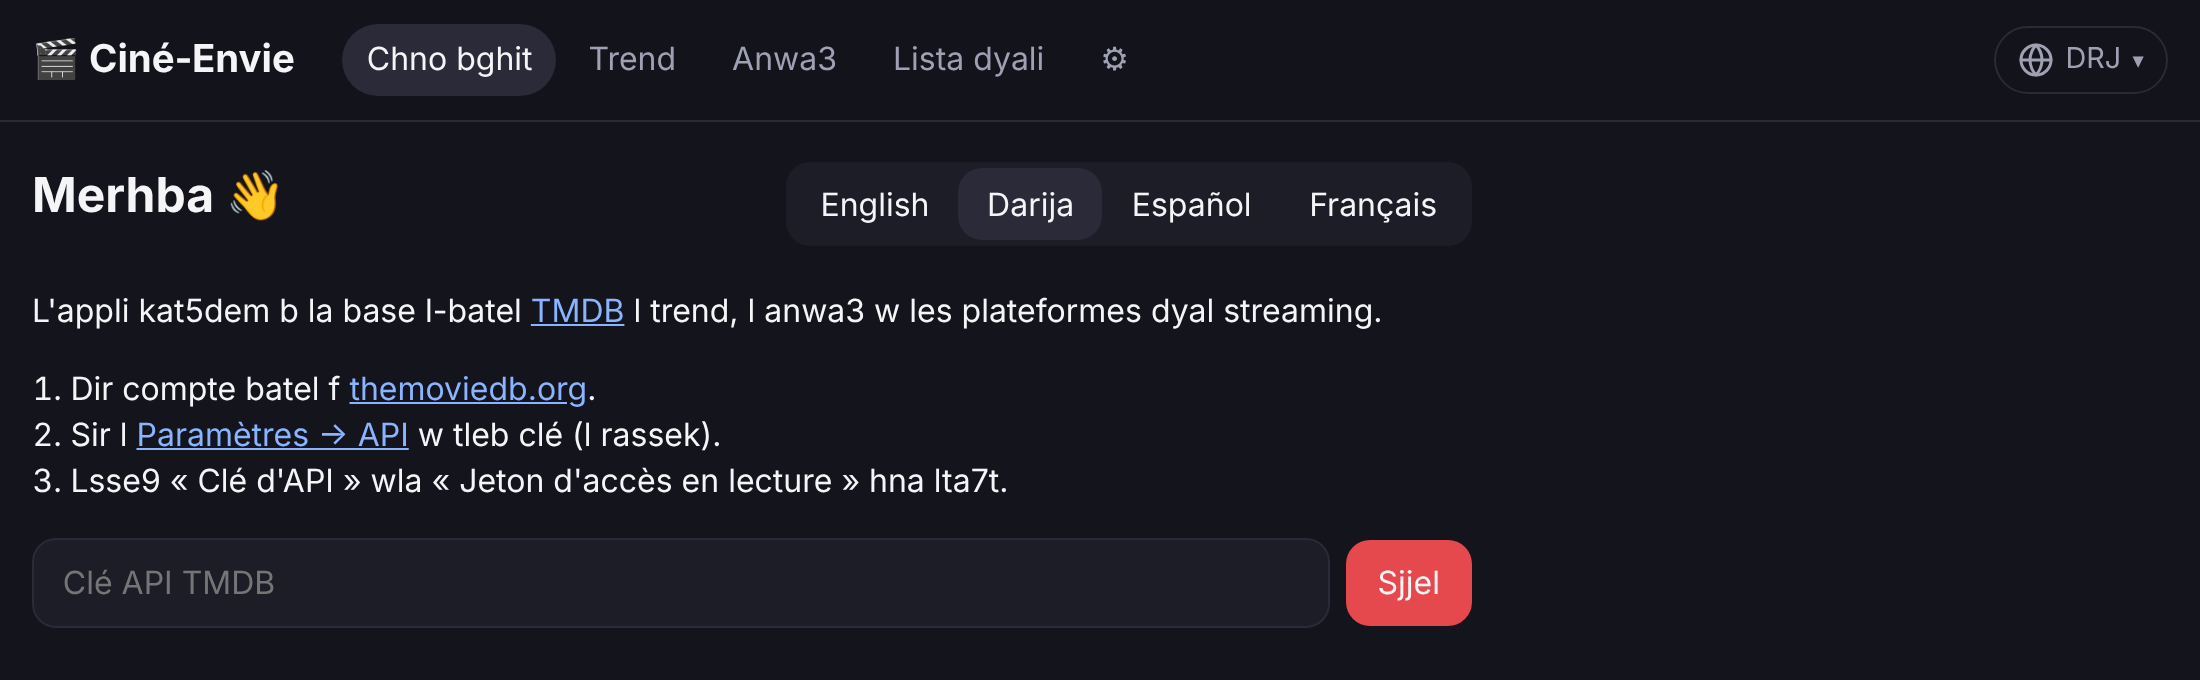 🎬 Ciné-Envie Chno bghit Trend Anwa3 Lista dyali ⚙ DRJ ▾
Merhba 👋
English Darija Español Français
L'appli kat5dem b la base l-batel TMDB l trend, l anwa3 w les plateformes dyal streaming.
1. Dir compte batel f themoviedb.org.
2. Sir l Paramètres → API w tleb clé (l rassek).
3. Lsse9 « Clé d'API » wla « Jeton d'accès en lecture » hna lta7t.
Clé API TMDB
Sjjel